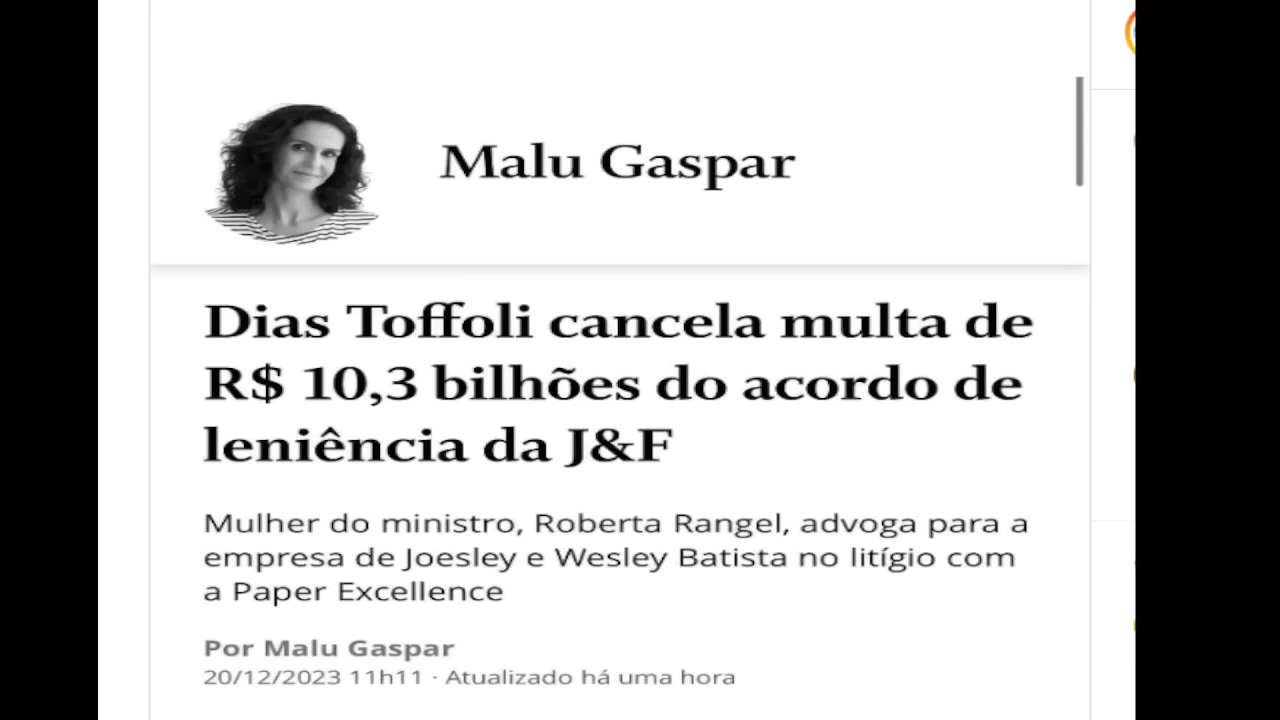 Malu Gaspar
Dias Toffoli cancela multa de
R$ 10,3 bilhões do acordo de
leniência da J&F
Mulher do ministro, Roberta Rangel, advoga para a
empresa de Joesley e Wesley Batista no litígio com
a Paper Excellence
Por Malu Gaspar
20/12/2023 11h11 · Atualizado há uma hora